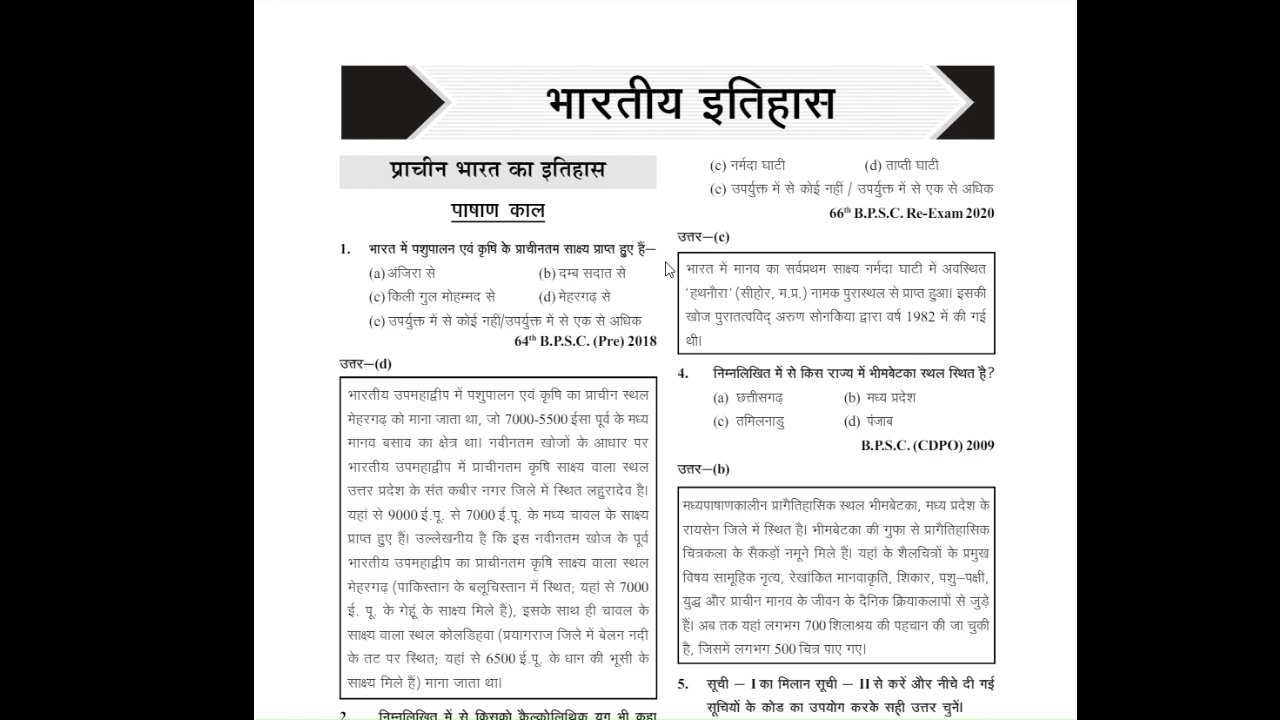 भारतीय इतिहास
प्राचीन भारत का इतिहास
पाषाण काल
1. भारत में पशुपालन एवं कृषि के प्राचीनतम साक्ष्य प्राप्त हुए हैं–
(a) अंजिरा से (b) दम्ब सदात से
(c) किली गुल मोहम्मद से (d) मेहरगढ़ से
(c) उपर्युक्त में से कोई नहीं/उपर्युक्त में से एक से अधिक
64th B.P.S.C. (Pre) 2018
उत्तर–(d)
भारतीय उपमहाद्वीप में पशुपालन एवं कृषि का प्राचीन स्थल
मेहरगढ़ को माना जाता था, जो 7000-5500 ईसा पूर्व के मध्य
मानव बसाव का क्षेत्र था। नवीनतम खोजों के आधार पर
भारतीय उपमहाद्वीप में प्राचीनतम कृषि साक्ष्य वाला स्थल
उत्तर प्रदेश के संत कबीर नगर जिले में स्थित लहुरादेव है।
यहां से 9000 ई.पू. से 7000 ई.पू. के मध्य चावल के साक्ष्य
प्राप्त हुए हैं। उल्लेखनीय है कि इस नवीनतम खोज के पूर्व
भारतीय उपमहाद्वीप का प्राचीनतम कृषि साक्ष्य वाला स्थल
मेहरगढ़ (पाकिस्तान के बलूचिस्तान में स्थित; यहां से 7000
ई. पू. के गेहूं के साक्ष्य मिले हैं), इसके साथ ही चावल के
साक्ष्य वाला स्थल कोलडिहवा (प्रयागराज जिले में बेलन नदी
के तट पर स्थित; यहां से 6500 ई.पू. के धान की भूसी के
साक्ष्य मिले हैं) माना जाता था।
2. निम्नलिखित में से किसको कैल्कोलिथिक युग भी कहा
(c) नर्मदा घाटी (d) ताप्ती घाटी
(c) उपर्युक्त में से कोई नहीं / उपर्युक्त में से एक से अधिक
66th B.P.S.C. Re-Exam 2020
उत्तर–(c)
भारत में मानव का सर्वप्रथम साक्ष्य नर्मदा घाटी में अवस्थित
'हथनौरा' (सीहोर, म.प्र.) नामक पुरास्थल से प्राप्त हुआ। इसकी
खोज पुरातत्वविद् अरुण सोनकिया द्वारा वर्ष 1982 में की गई
थी।
4. निम्नलिखित में से किस राज्य में भीमबेटका स्थल स्थित है?
(a) छत्तीसगढ़ (b) मध्य प्रदेश
(c) तमिलनाडु (d) पंजाब
B.P.S.C. (CDPO) 2009
उत्तर–(b)
मध्यपाषाणकालीन प्रागैतिहासिक स्थल भीमबेटका, मध्य प्रदेश के
रायसेन जिले में स्थित है। भीमबेटका की गुफा से प्रागैतिहासिक
चित्रकला के सैकड़ों नमूने मिले हैं। यहां के शैलचित्रों के प्रमुख
विषय सामूहिक नृत्य, रेखांकित मानवाकृति, शिकार, पशु–पक्षी,
युद्ध और प्राचीन मानव के जीवन के दैनिक क्रियाकलापों से जुड़े
हैं। अब तक यहां लगभग 700 शिलाश्रय की पहचान की जा चुकी
है, जिसमें लगभग 500 चित्र पाए गए।
5. सूची – I का मिलान सूची – II से करें और नीचे दी गई
सूचियों के कोड का उपयोग करके सही उत्तर चुनें।